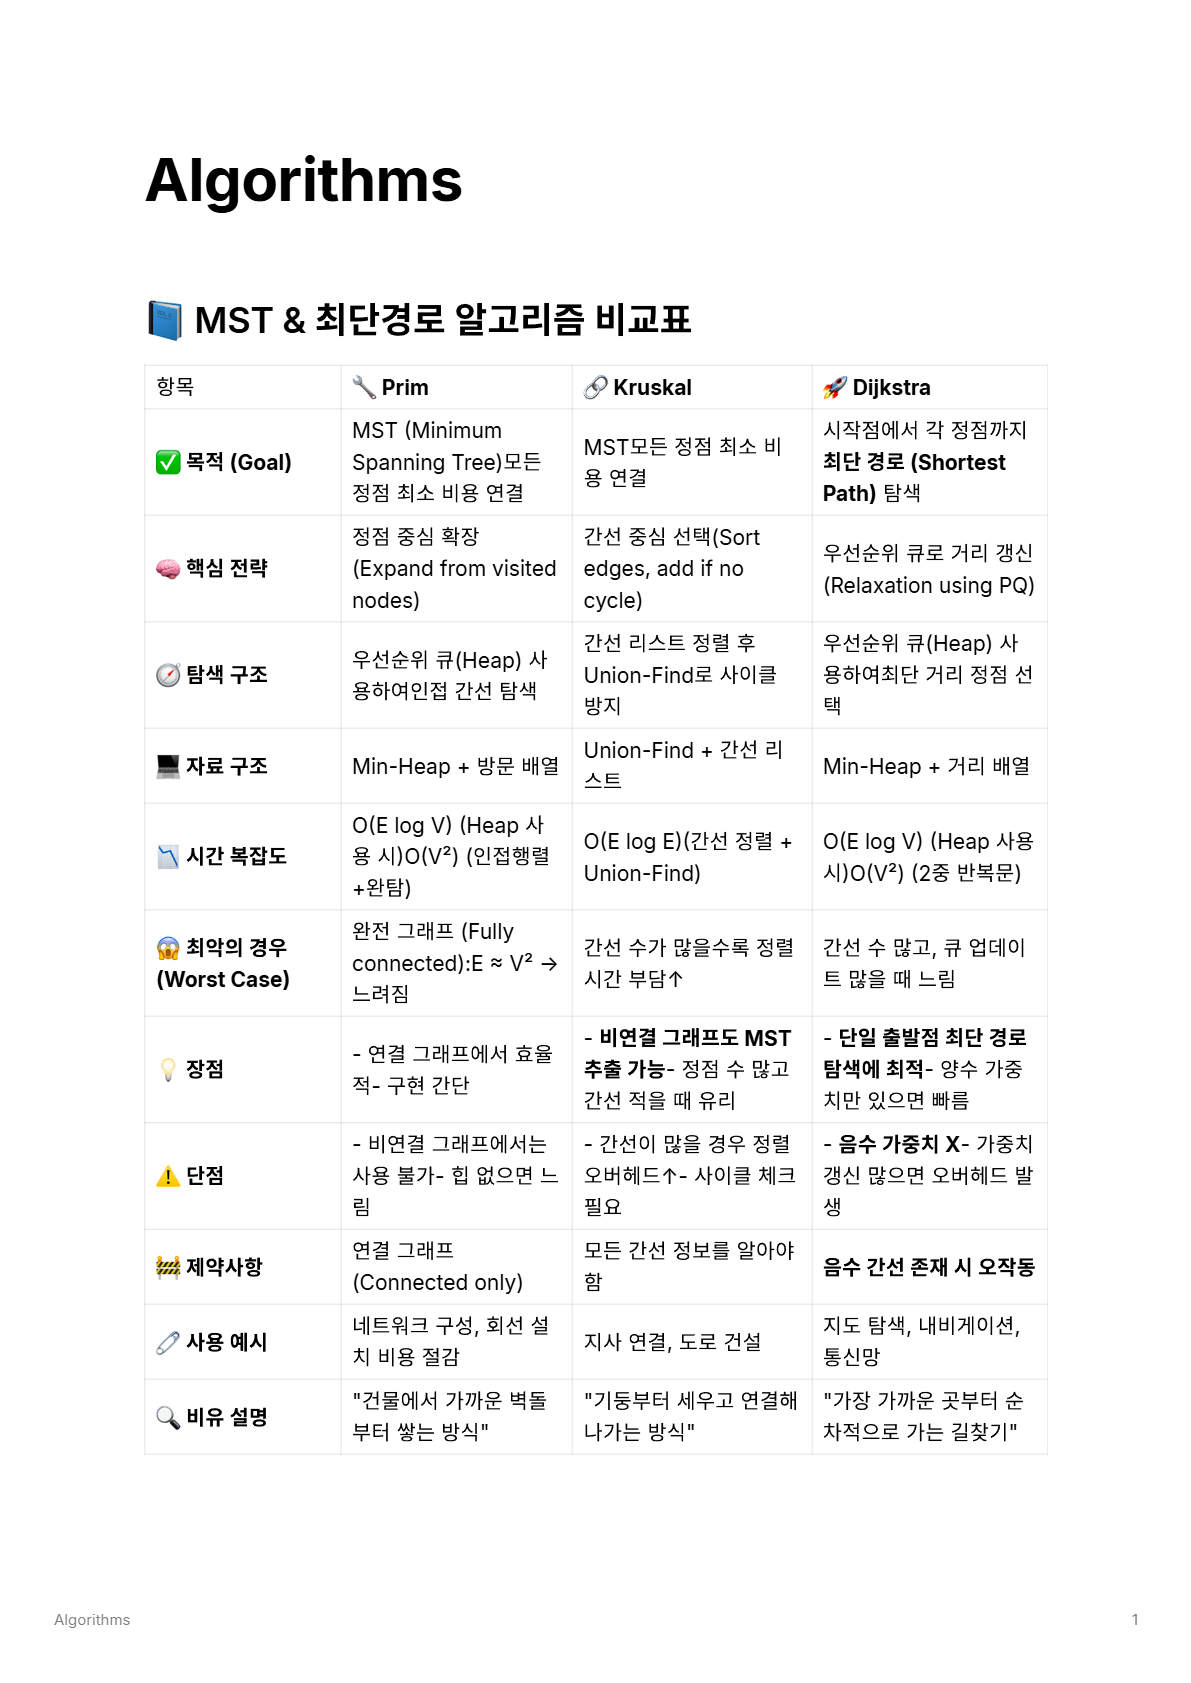 Algorithms
📘 MST & 최단경로 알고리즘 비교표
항목
🔧 Prim
🔗 Kruskal
🚀 Dijkstra
✅ 목적 (Goal)
MST (Minimum
Spanning Tree)모든
정점 최소 비용 연결
MST모든 정점 최소 비
용 연결
시작점에서 각 정점까지
최단 경로 (Shortest
Path) 탐색
🧠 핵심 전략
정점 중심 확장
(Expand from visited
nodes)
간선 중심 선택(Sort
edges, add if no
cycle)
우선순위 큐로 거리 갱신
(Relaxation using PQ)
🧭 탐색 구조
우선순위 큐(Heap) 사
용하여인접 간선 탐색
간선 리스트 정렬 후
Union-Find로 사이클
방지
우선순위 큐(Heap) 사
용하여최단 거리 정점 선
택
💻 자료 구조
Min-Heap + 방문 배열
Union-Find + 간선 리
스트
Min-Heap + 거리 배열
📉 시간 복잡도
O(E log V) (Heap 사
용 시)O(V²) (인접행렬
+완탐)
O(E log E)(간선 정렬 +
Union-Find)
O(E log V) (Heap 사용
시)O(V²) (2중 반복문)
😱 최악의 경우
(Worst Case)
완전 그래프 (Fully
connected):E ≈ V² →
느려짐
간선 수가 많을수록 정렬
시간 부담↑
간선 수 많고, 큐 업데이
트 많을 때 느림
💡 장점
- 연결 그래프에서 효율
적- 구현 간단
- 비연결 그래프도 MST
추출 가능- 정점 수 많고
간선 적을 때 유리
- 단일 출발점 최단 경로
탐색에 최적- 양수 가중
치만 있으면 빠름
⚠️ 단점
- 비연결 그래프에서는
사용 불가- 힙 없으면 느
림
- 간선이 많을 경우 정렬
오버헤드↑- 사이클 체크
필요
- 음수 가중치 X- 가중치
갱신 많으면 오버헤드 발
생
🚧 제약사항
연결 그래프
(Connected only)
모든 간선 정보를 알아야
함
음수 간선 존재 시 오작동
🧷 사용 예시
네트워크 구성, 회선 설
치 비용 절감
지사 연결, 도로 건설
지도 탐색, 내비게이션,
통신망
🔍 비유 설명
"건물에서 가까운 벽돌
부터 쌓는 방식"
"기둥부터 세우고 연결해
나가는 방식"
"가장 가까운 곳부터 순
차적으로 가는 길찾기"
Algorithms
1